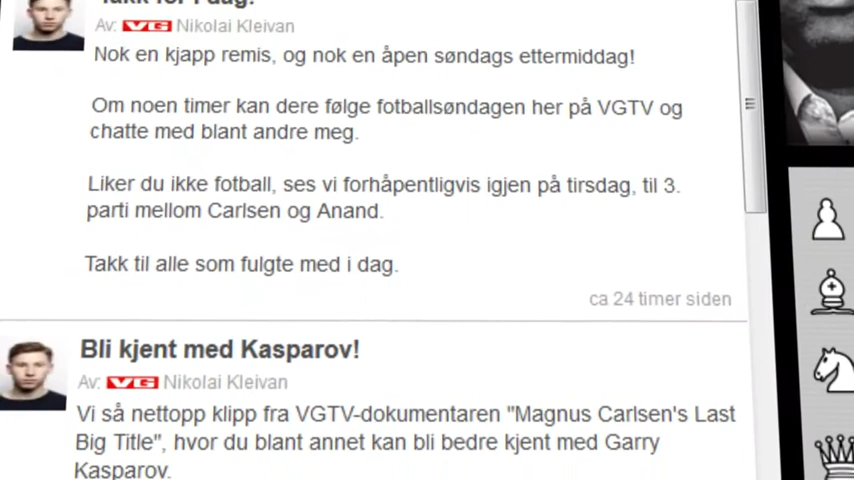 Takk for i dag!
Av: VG Nikolai Kleivan
Nok en kjapp remis, og nok en åpen søndags ettermiddag!
Om noen timer kan dere følge fotballsøndagen her på VGTV og
chatte med blant andre meg.
Liker du ikke fotball, ses vi forhåpentligvis igjen på tirsdag, til 3.
parti mellom Carlsen og Anand.
Takk til alle som fulgte med i dag.
ca 24 timer siden
Bli kjent med Kasparov!
Av: VG Nikolai Kleivan
Vi så nettopp klipp fra VGTV-dokumentaren "Magnus Carlsen's Last
Big Title", hvor du blant annet kan bli bedre kjent med Garry
Kasparov.